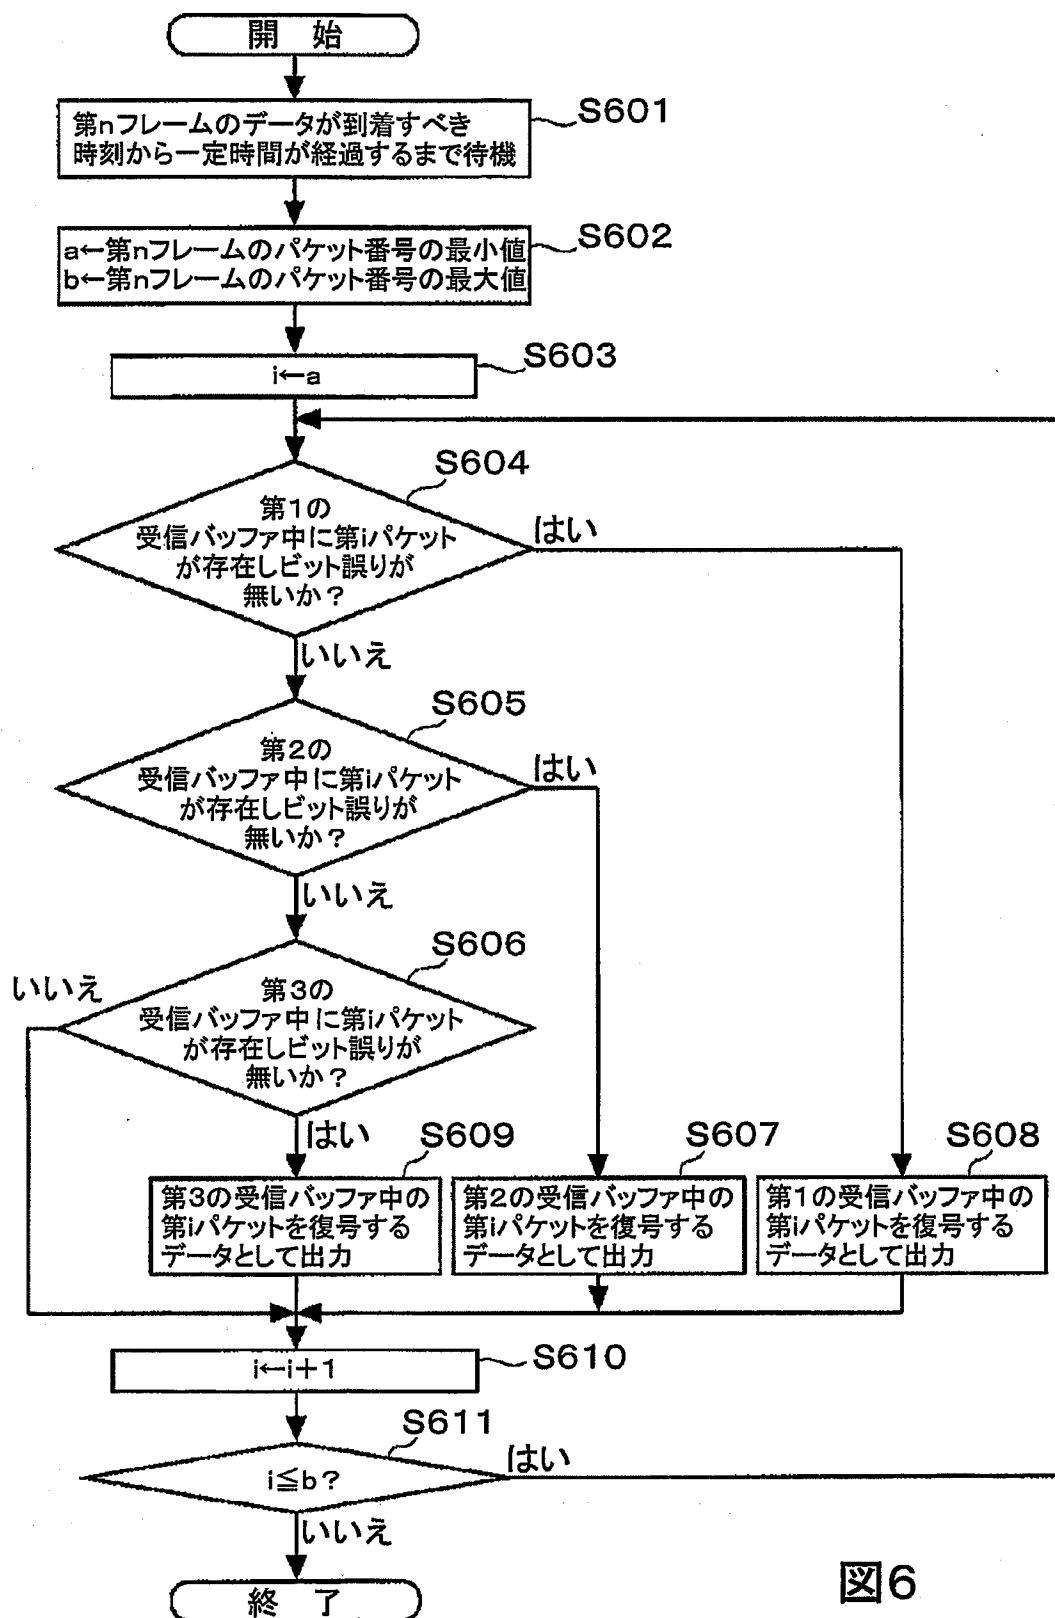 開 始
第nフレームのデータが到着すべき
時刻から一定時間が経過するまで待機
S601
a←第nフレームのパケット番号の最小値
b←第nフレームのパケット番号の最大値
S602
i←a
S603
S604
第1の
受信バッファ中に第iパケット
が存在しビット誤りが
無いか？
はい
いいえ
S605
第2の
受信バッファ中に第iパケット
が存在しビット誤りが
無いか？
はい
いいえ
S606
いいえ
第3の
受信バッファ中に第iパケット
が存在しビット誤りが
無いか？
はい
S609
第3の受信バッファ中の
第iパケットを復号する
データとして出力
S607
第2の受信バッファ中の
第iパケットを復号する
データとして出力
S608
第1の受信バッファ中の
第iパケットを復号する
データとして出力
i←i+1
S610
S611
i≦b？
はい
いいえ
終 了
図6